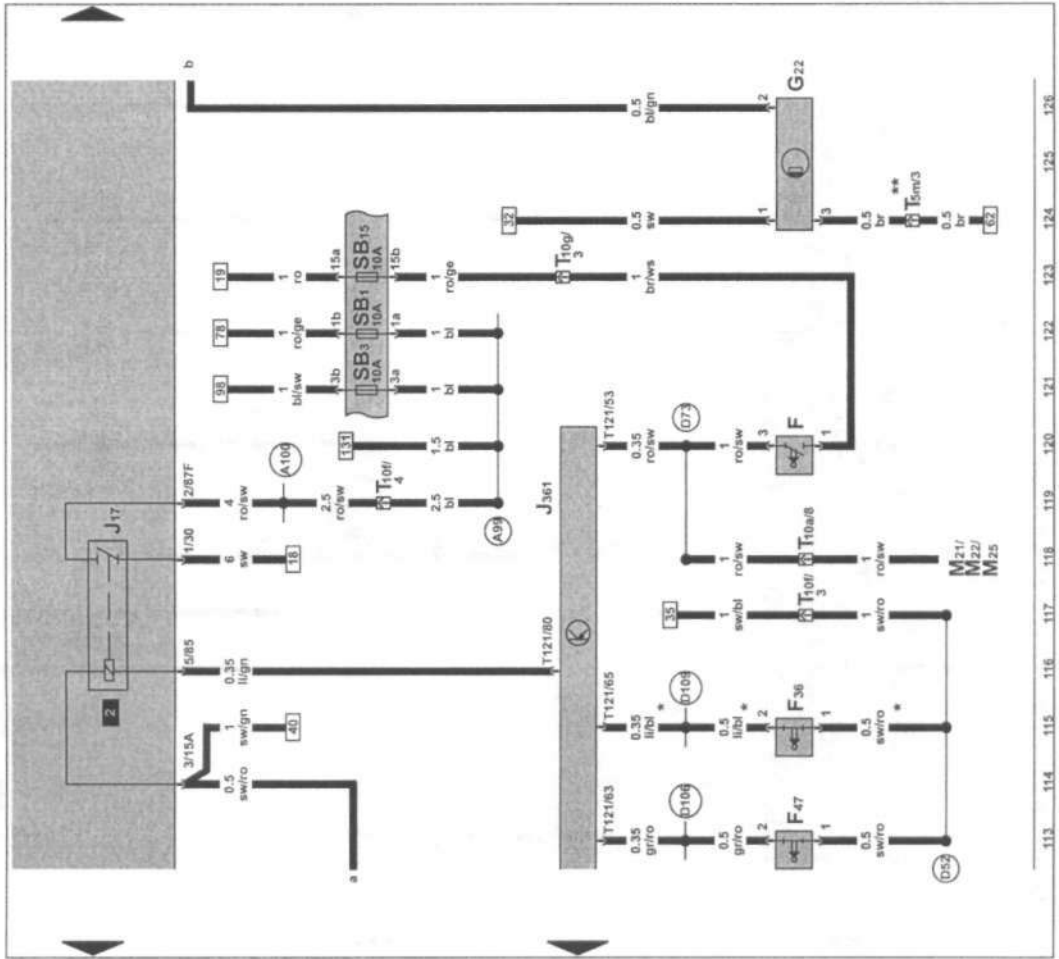 b
J17
2
3/15A
5/85
1/30
2/87F
0.5
sw/ro
1
sw/gn
40
a
0.35
li/gn
6
sw
18
4
ro/sw
A100
2.5
ro/sw
T10f/
4
2.5
bl
A99
131
1.5
bl
98
1
bl/sw
3b
SB3
10A
3a
1
bl
78
1
ro/ge
1b
SB1
10A
1a
1
bl
19
1
ro
15a
SB15
10A
15b
1
ro/ge
T10g/
3
1
br/ws
32
0.5
sw
1
0.5
bl/gn
2
G22
3
0.5
br
**
T5m/3
0.5
br
62
T121/80
J361
K
T121/63
0.35
gr/ro
D106
0.5
gr/ro
2
F47
1
0.5
sw/ro
D52
T121/65
0.35
li/bl
*
D109
0.5
li/bl
*
2
F36
1
0.5
sw/ro
*
35
1
sw/bl
T10f/
3
1
sw/ro
1
ro/sw
T10a/8
1
ro/sw
M21/
M22/
M25
T121/53
0.35
ro/sw
D73
1
ro/sw
3
F
1
113 114 115 116 117 118 119 120 121 122 123 124 125 126